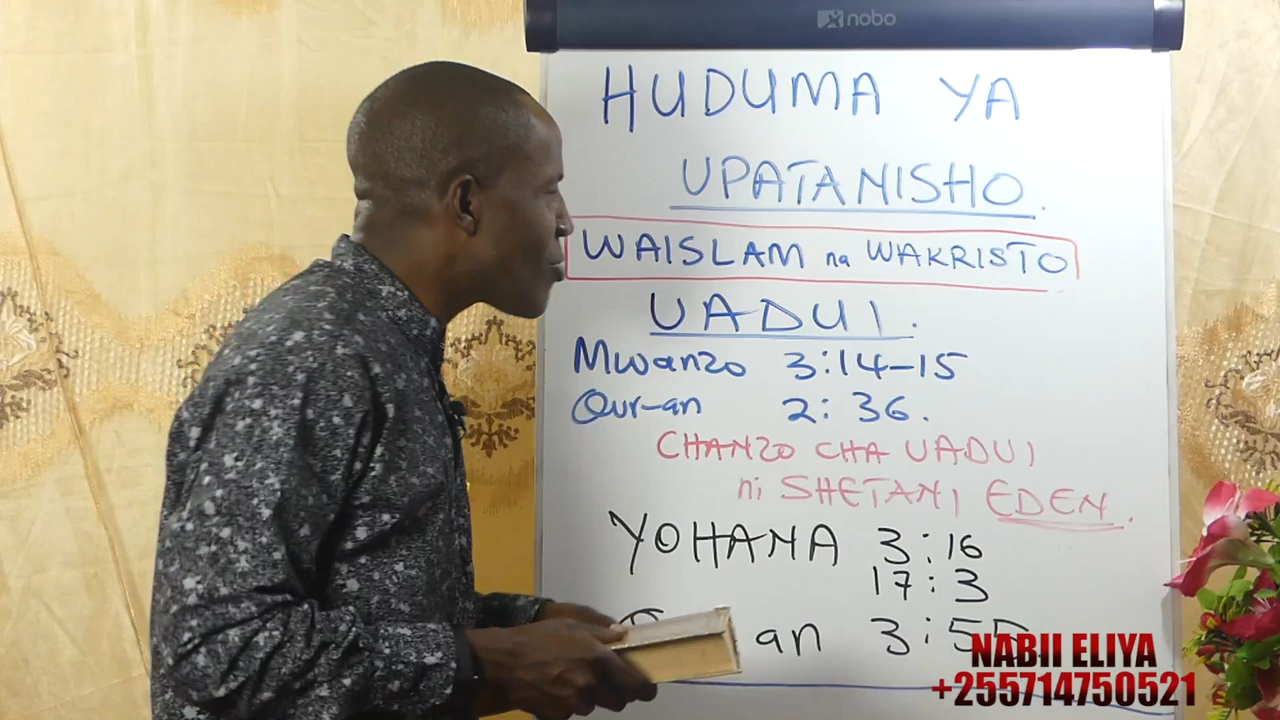 nobo
HUDUMA YA
UPATANISHO.
WAISLAM na WAKRISTO
UADUI.
Mwanzo 3:14-15
Qur-an 2:36.
CHANZO CHA UADUI
ni SHETANI EDEN.
YOHANA 3:16
17:3
an 3:55
NABII ELIYA
+255714750521